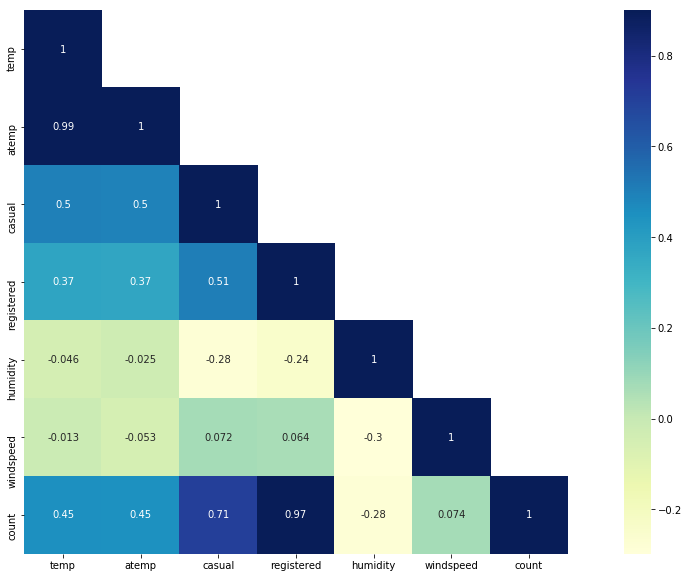 temp 1
atemp 0.99 1
casual 0.5 0.5 1
registered 0.37 0.37 0.51 1
humidity -0.046 -0.025 -0.28 -0.24 1
windspeed -0.013 -0.053 0.072 0.064 -0.3 1
count 0.45 0.45 0.71 0.97 -0.28 0.074 1
temp atemp casual registered humidity windspeed count
0.8
0.6
0.4
0.2
0.0
−0.2